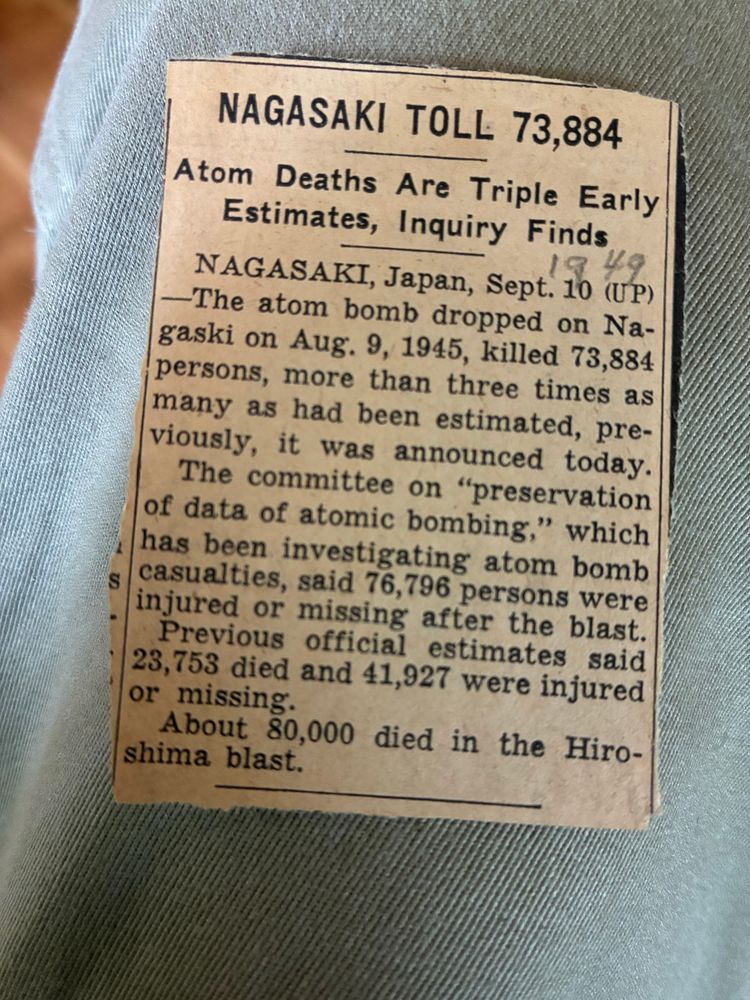 NAGASAKI TOLL 73,884
Atom Deaths Are Triple Early
Estimates, Inquiry Finds
1949
NAGASAKI, Japan, Sept. 10 (UP)
—The atom bomb dropped on Na-
gaski on Aug. 9, 1945, killed 73,884
persons, more than three times as
many as had been estimated, pre-
viously, it was announced today.
The committee on “preservation
of data of atomic bombing,” which
has been investigating atom bomb
casualties, said 76,796 persons were
injured or missing after the blast.
Previous official estimates said
23,753 died and 41,927 were injured
or missing.
About 80,000 died in the Hiro-
shima blast.